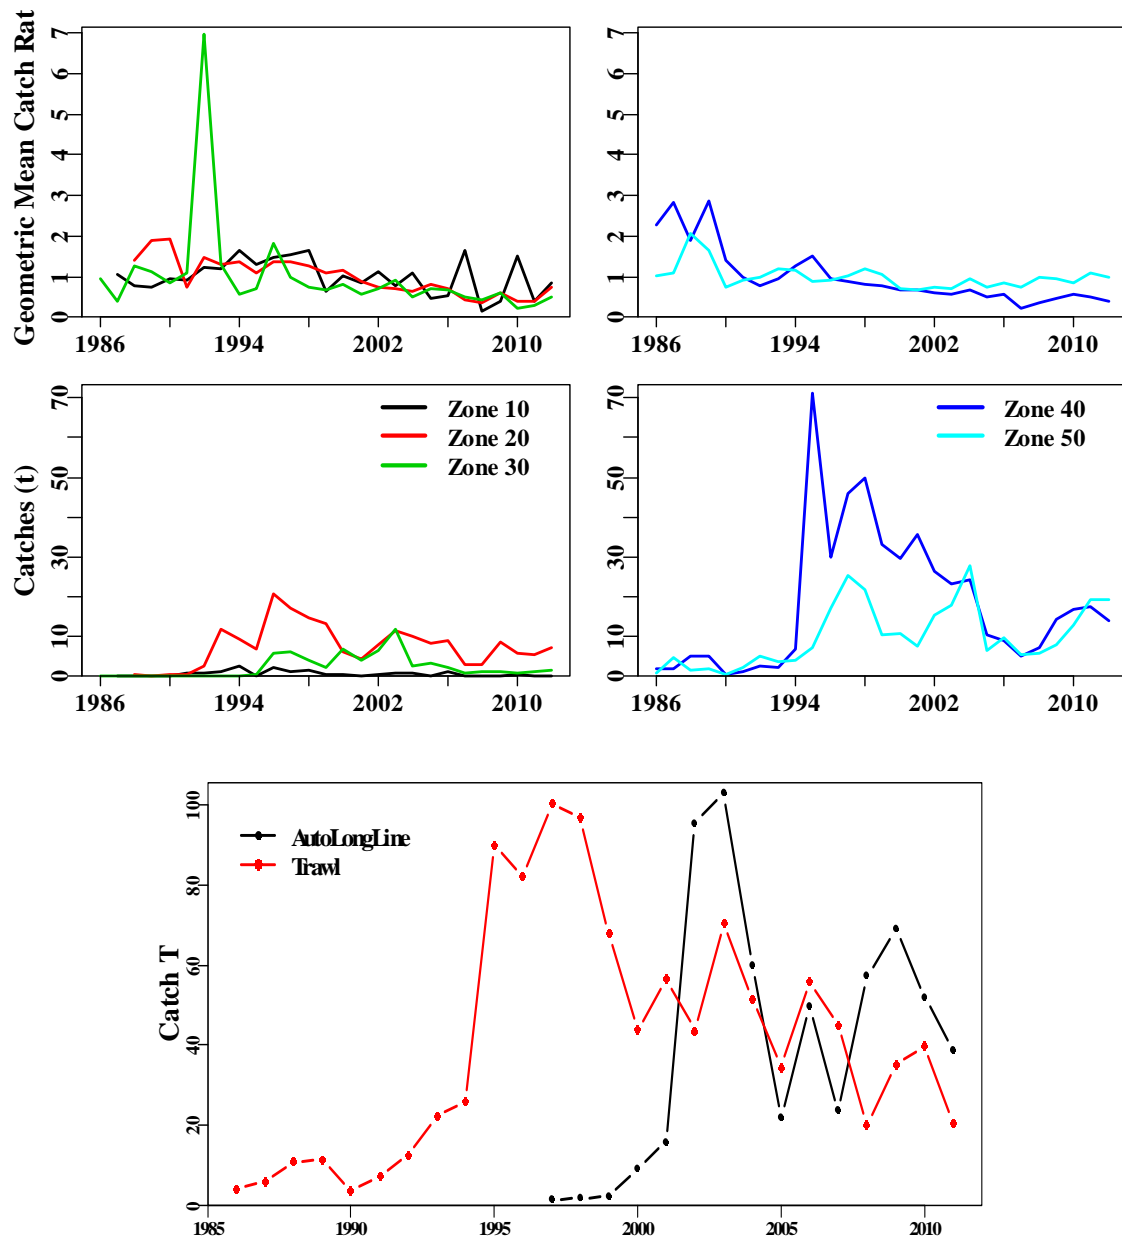 Geometric Mean Catch Rat
0 1 2 3 4 5 6 7
1986 1994 2002 2010
0 1 2 3 4 5 6 7
1986 1994 2002 2010
Catches (t)
0 10 30 50 70
Zone 10
Zone 20
Zone 30
1986 1994 2002 2010
0 10 30 50 70
Zone 40
Zone 50
1986 1994 2002 2010
Catch T
0 20 40 60 80 100
AutoLongLine
Trawl
1985 1990 1995 2000 2005 2010